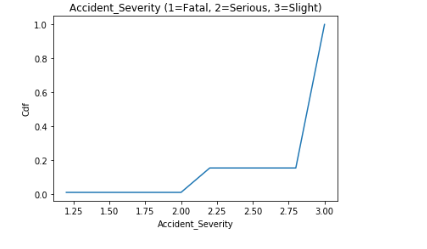 Accident_Severity (1=Fatal, 2=Serious, 3=Slight)
1.0
0.8
0.6
0.4
0.2
0.0
Cdf
1.25 1.50 1.75 2.00 2.25 2.50 2.75 3.00
Accident_Severity